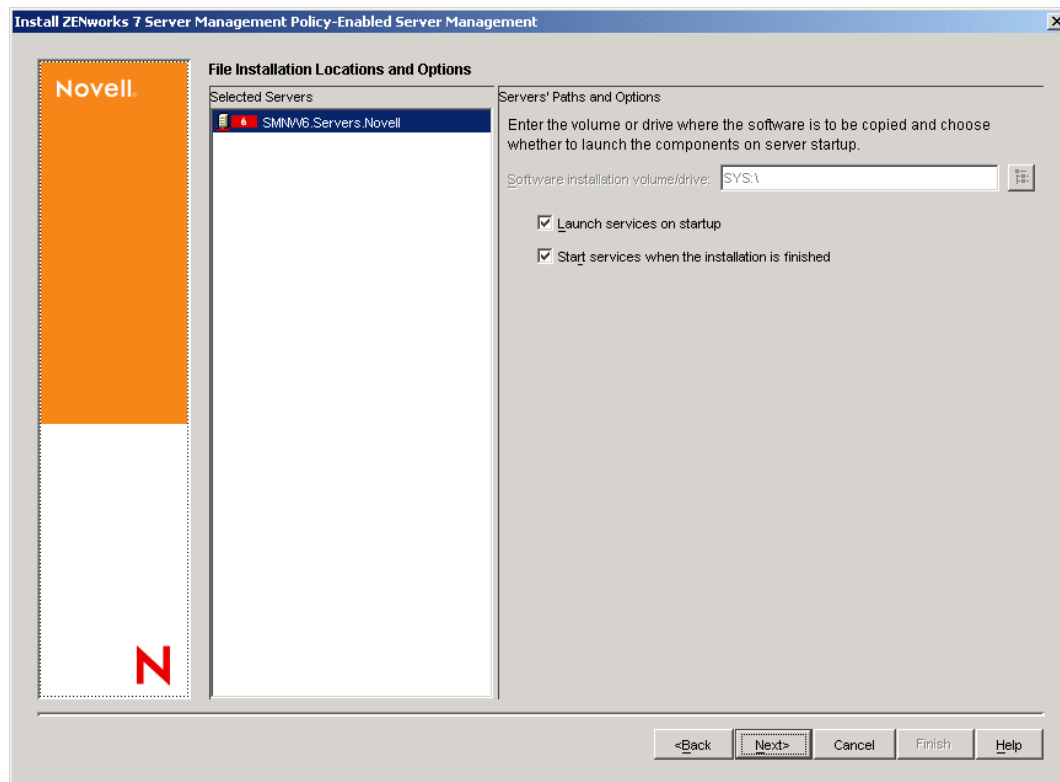 Install ZENworks 7 Server Management Policy-Enabled Server Management
Novell.
File Installation Locations and Options
Selected Servers
6 SMNW6.Servers.Novell
Servers' Paths and Options
Enter the volume or drive where the software is to be copied and choose
whether to launch the components on server startup.
Software installation volume/drive: SYS:\
Launch services on startup
Start services when the installation is finished
N
<Back Next> Cancel Finish Help